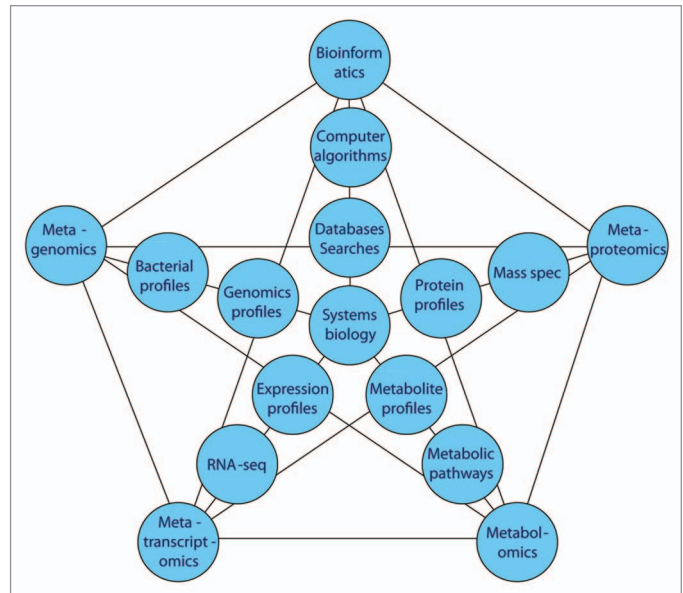 Bioinform
atics
Computer
algorithms
Databases
Searches
Meta -
genomics
Meta-
proteomics
Bacterial
profiles
Mass spec
Genomics
profiles
Protein
profiles
Systems
biology
Expression
profiles
Metabolite
profiles
RNA-seq
Metabolic
pathways
Meta -
transcript -
omics
Metabol-
omics